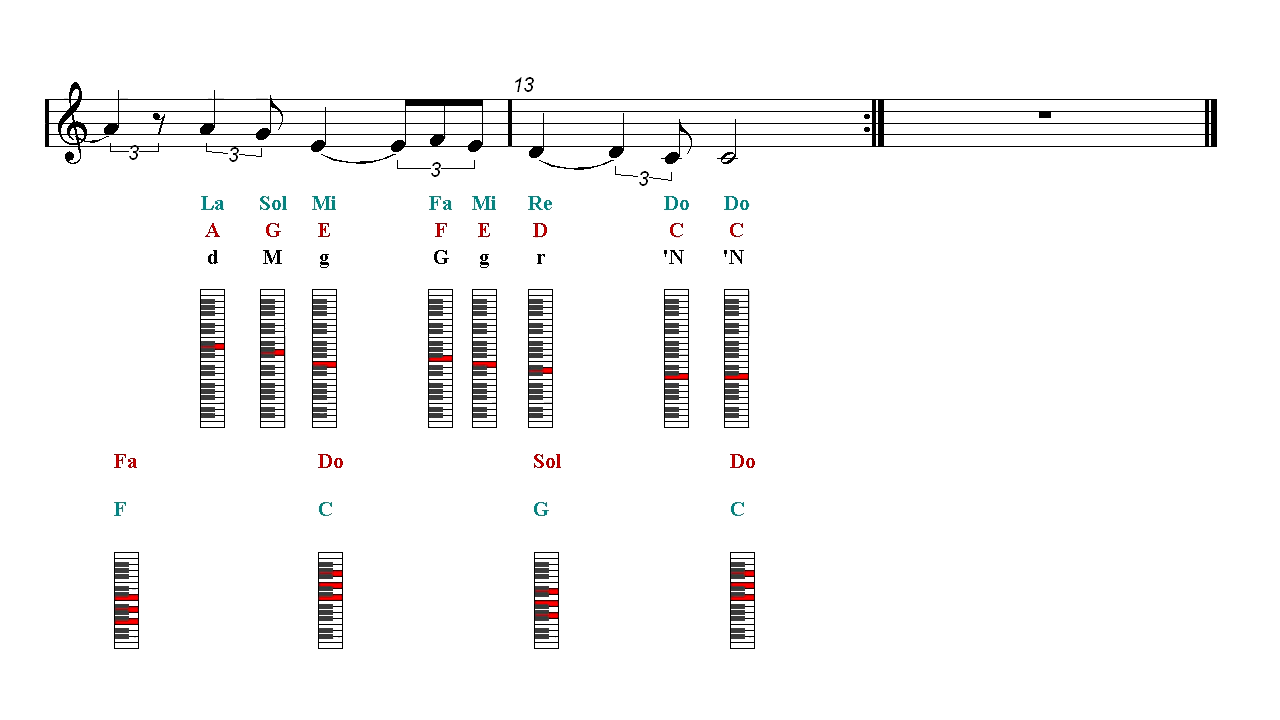 13
3 3 3 3
La Sol Mi Fa Mi Re Do Do
A G E F E D C C
d M g G g r 'N 'N
Fa Do Sol Do
F C G C